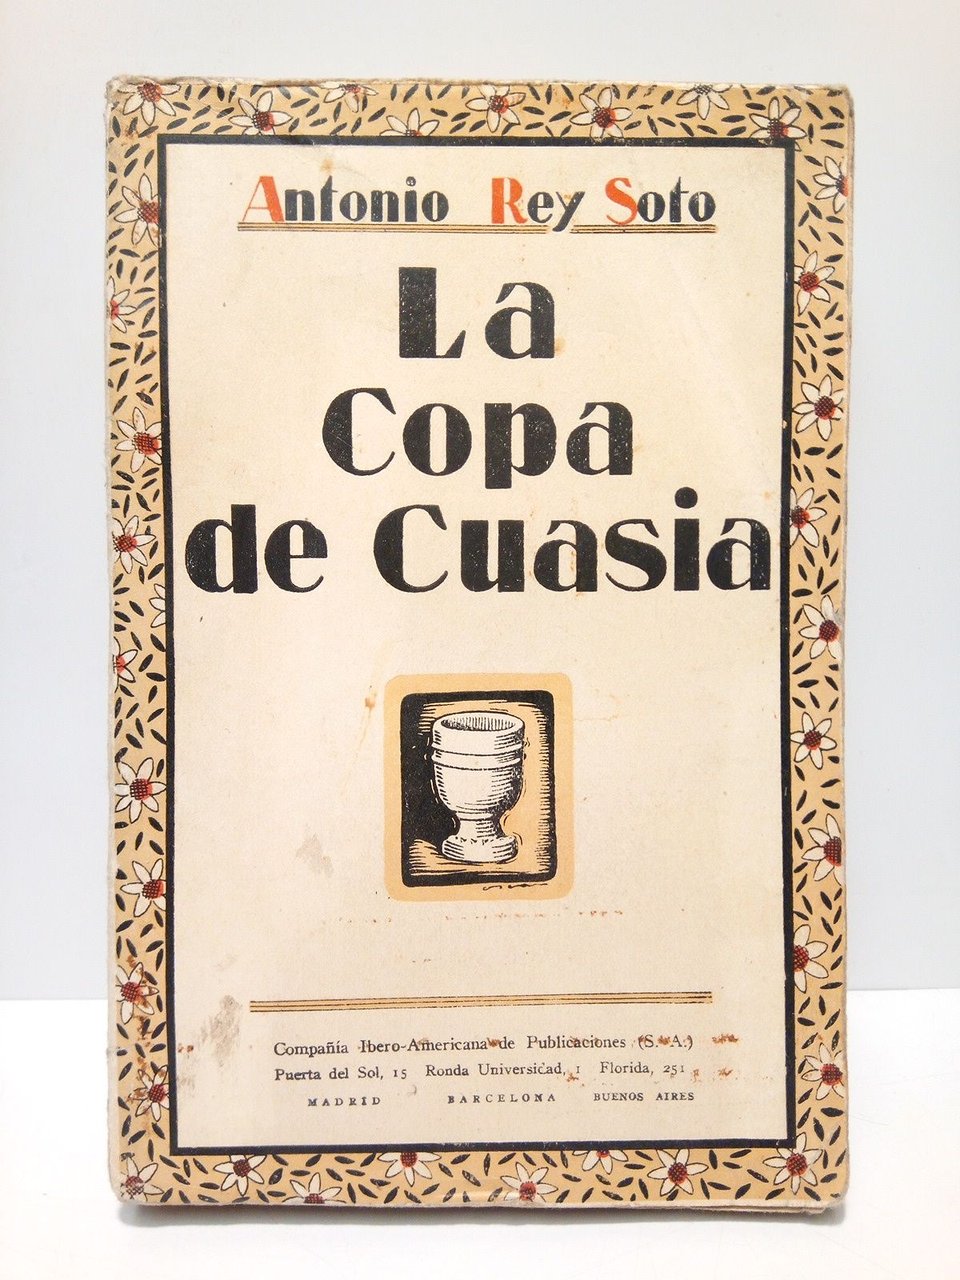 Antonio Rey Soto
La
Copa
de Cuasia
Compañía Ibero-Americana de Publicaciones (S. A.)
Puerta del Sol, 15 Ronda Universidad, 1 Florida, 251
MADRID BARCELONA BUENOS AIRES